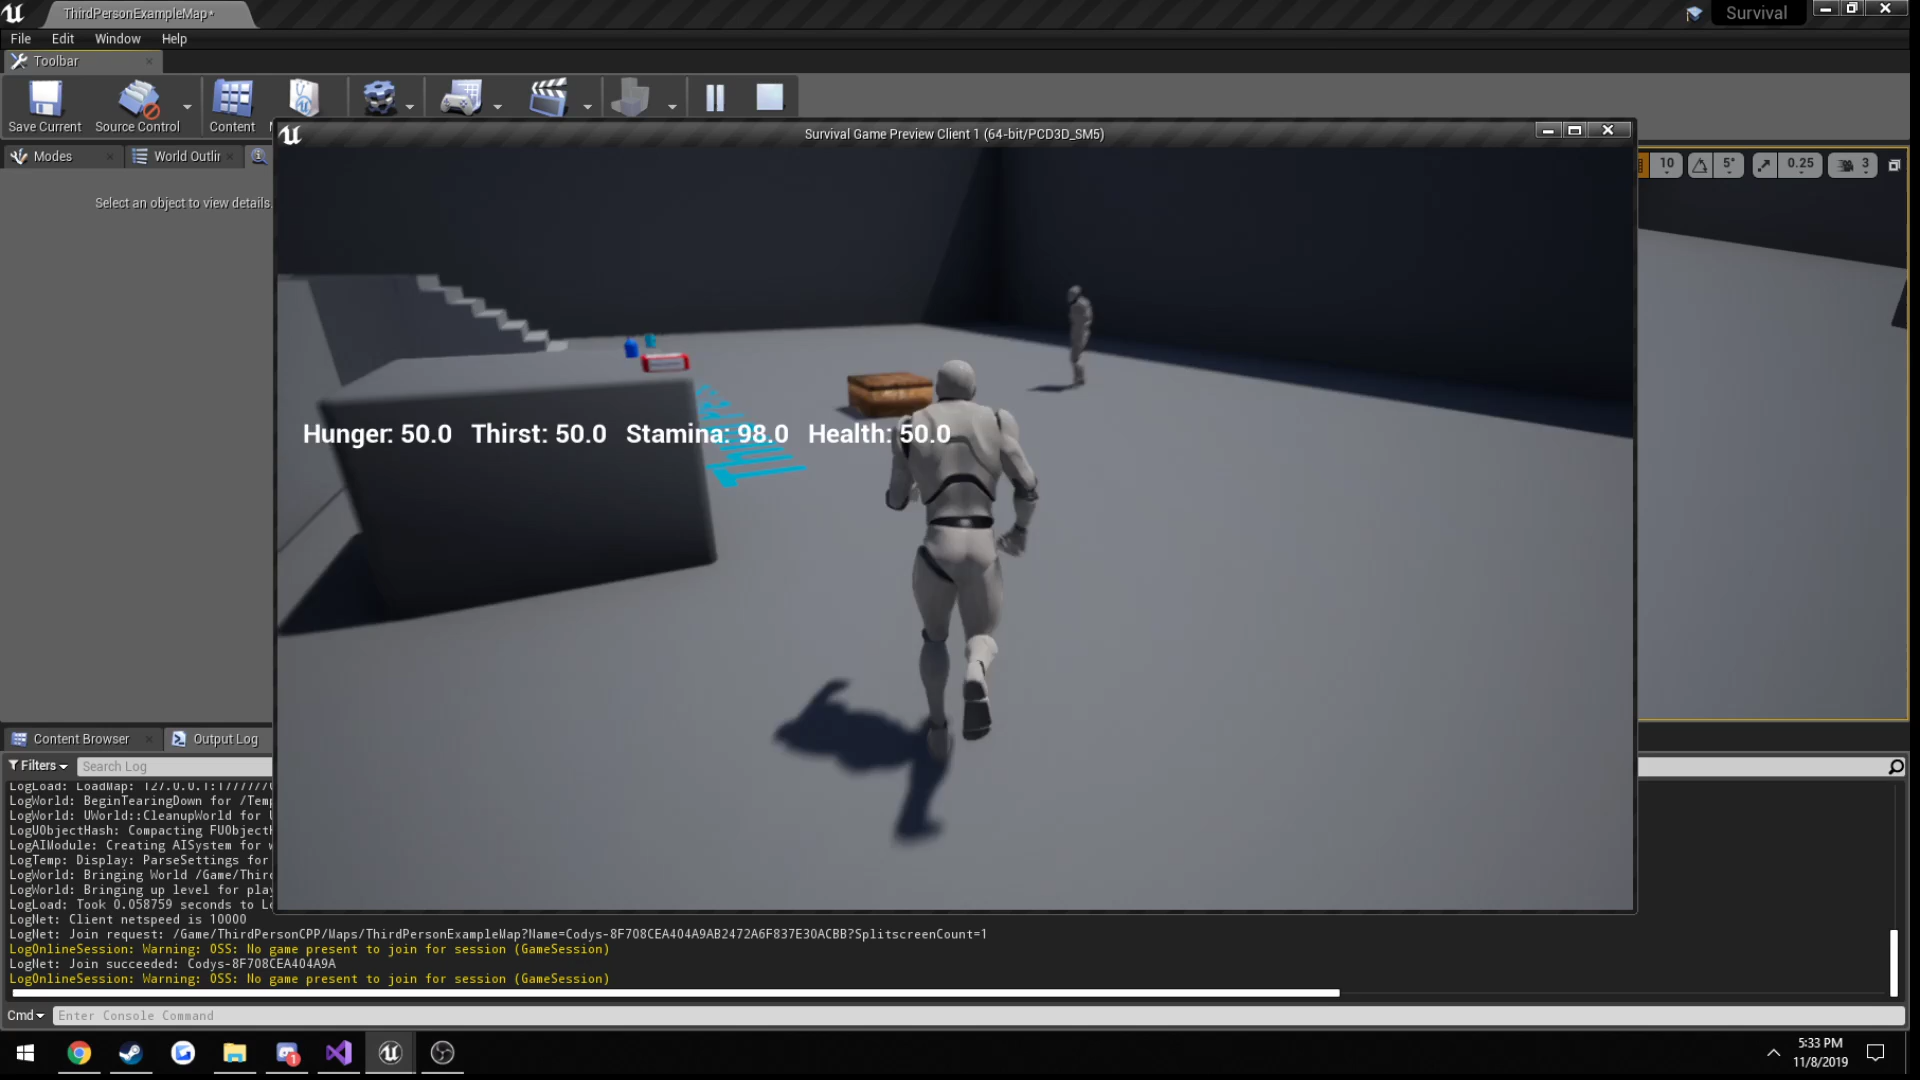 ThirdPersonExampleMap*
Survival
File Edit Window Help
Toolbar
Save Current Source Control Content
Survival Game Preview Client 1 (64-bit/PCD3D_SM5)
Modes World Outlir
10 5° 0.25 3
Select an object to view details.
Hunger: 50.0 Thirst: 50.0 Stamina: 98.0 Health: 50.0
Content Browser Output Log
Filters Search Log
LogWorld: BeginTearingDown for /Temp
LogWorld: UWorld::CleanupWorld for
LogUObjectHash: Compacting FUObject
LogAIModule: Creating AISystem for w
LogTemp: Display: ParseSettings for
LogWorld: Bringing World /Game/Third
LogWorld: Bringing up level for play
LogLoad: Took 0.058759 seconds to
LogNet: Client netspeed is 10000
LogNet: Join request: /Game/ThirdPersonCPP/Maps/ThirdPersonExampleMap?Name=Codys-8F708CEA404A9AB2472A6F837E30ACBB?SplitscreenCount=1
LogOnlineSession: Warning: OSS: No game present to join for session (GameSession)
LogNet: Join succeeded: Codys-8F708CEA404A9A
LogOnlineSession: Warning: OSS: No game present to join for session (GameSession)
Cmd Enter Console Command
5:33 PM
11/8/2019